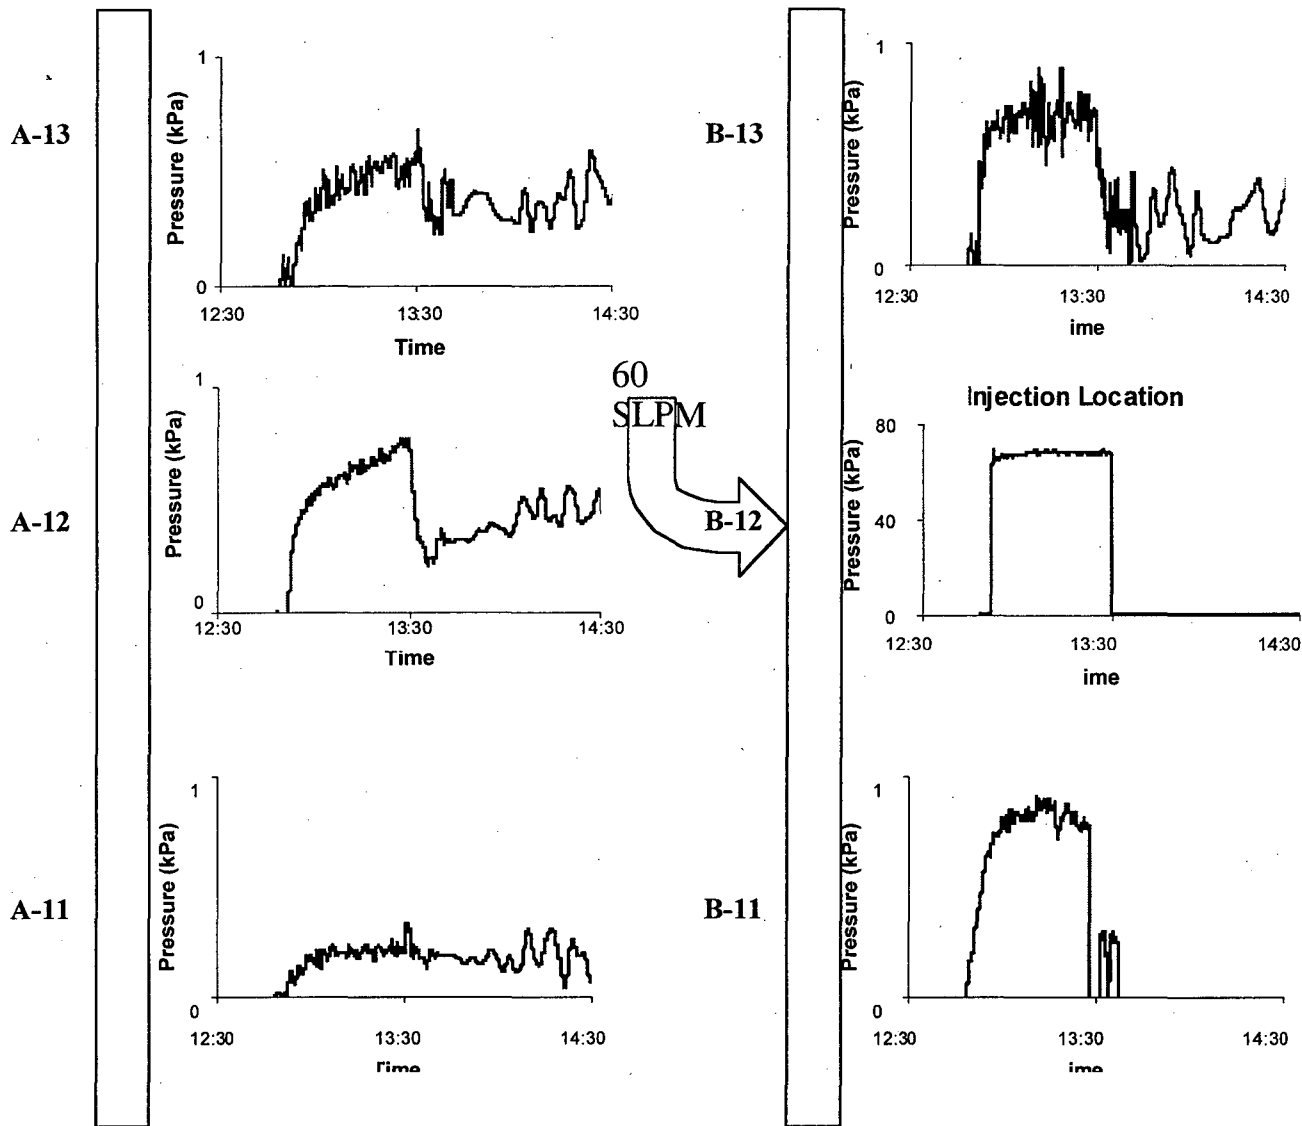 A-13
Pressure (kPa)
1
0
12:30 13:30 14:30
Time
B-13
Pressure (kPa)
1
0
12:30 13:30 14:30
ime
A-12
Pressure (kPa)
1
0
12:30 13:30 14:30
Time
60
SLPM
B-12
Injection Location
Pressure (kPa)
80
40
0
12:30 13:30 14:30
ime
A-11
Pressure (kPa)
1
0
12:30 13:30 14:30
Time
B-11
Pressure (kPa)
1
0
12:30 13:30 14:30
ime